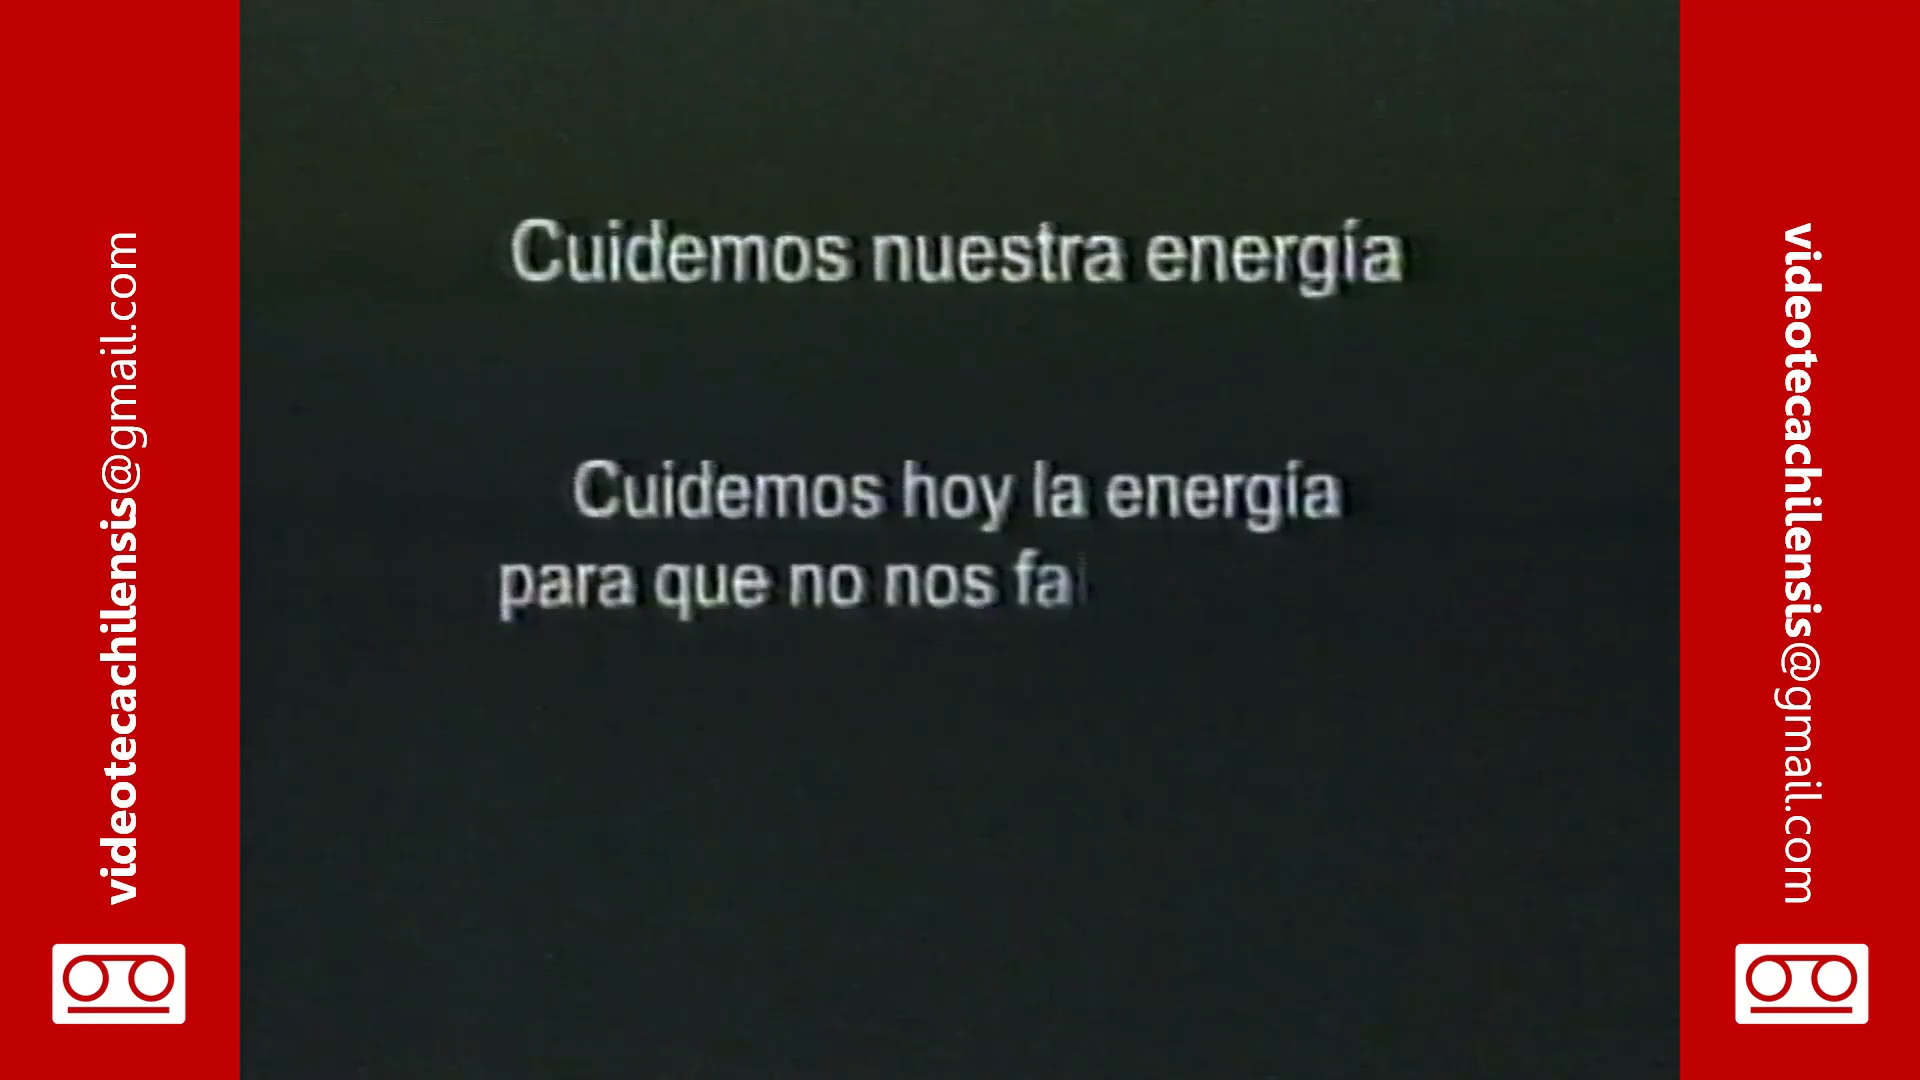 Cuidemos nuestra energía
Cuidemos hoy la energía
para que no nos fa
videotecachilensis@gmail.com
videotecachilensis@gmail.com